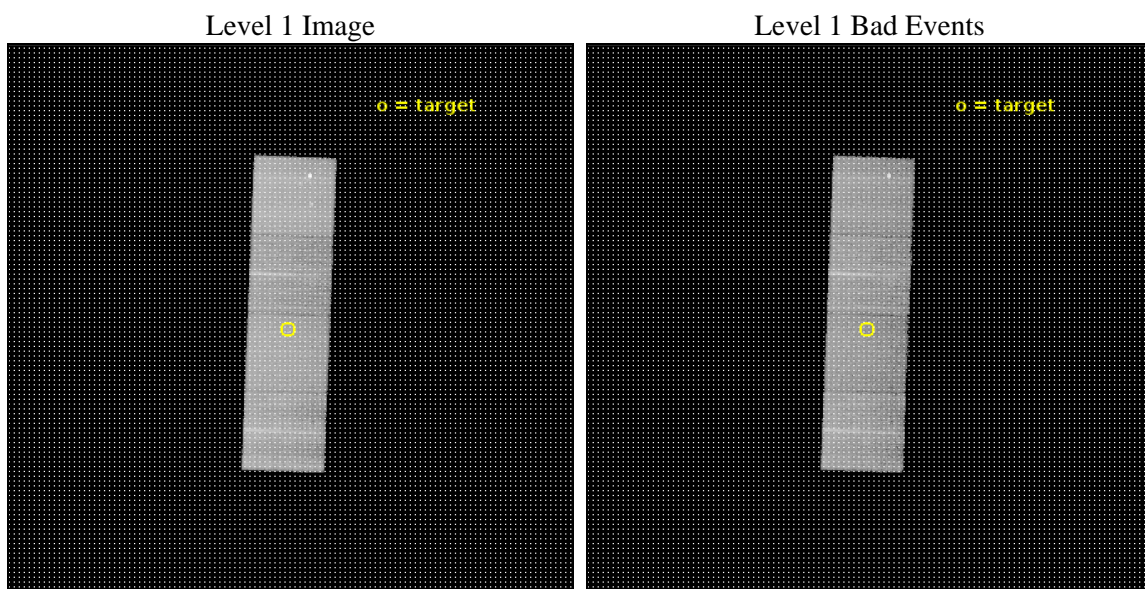 Level 1 Image
Level 1 Bad Events
o = target
o = target